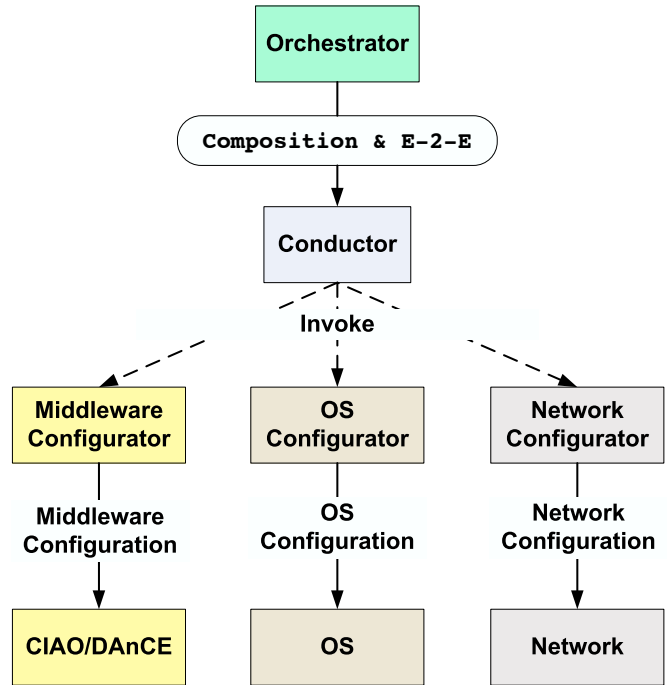 Orchestrator
Composition & E-2-E
Conductor
Invoke
Middleware
Configurator
OS
Configurator
Network
Configurator
Middleware
Configuration
OS
Configuration
Network
Configuration
CIAO/DAnCE
OS
Network